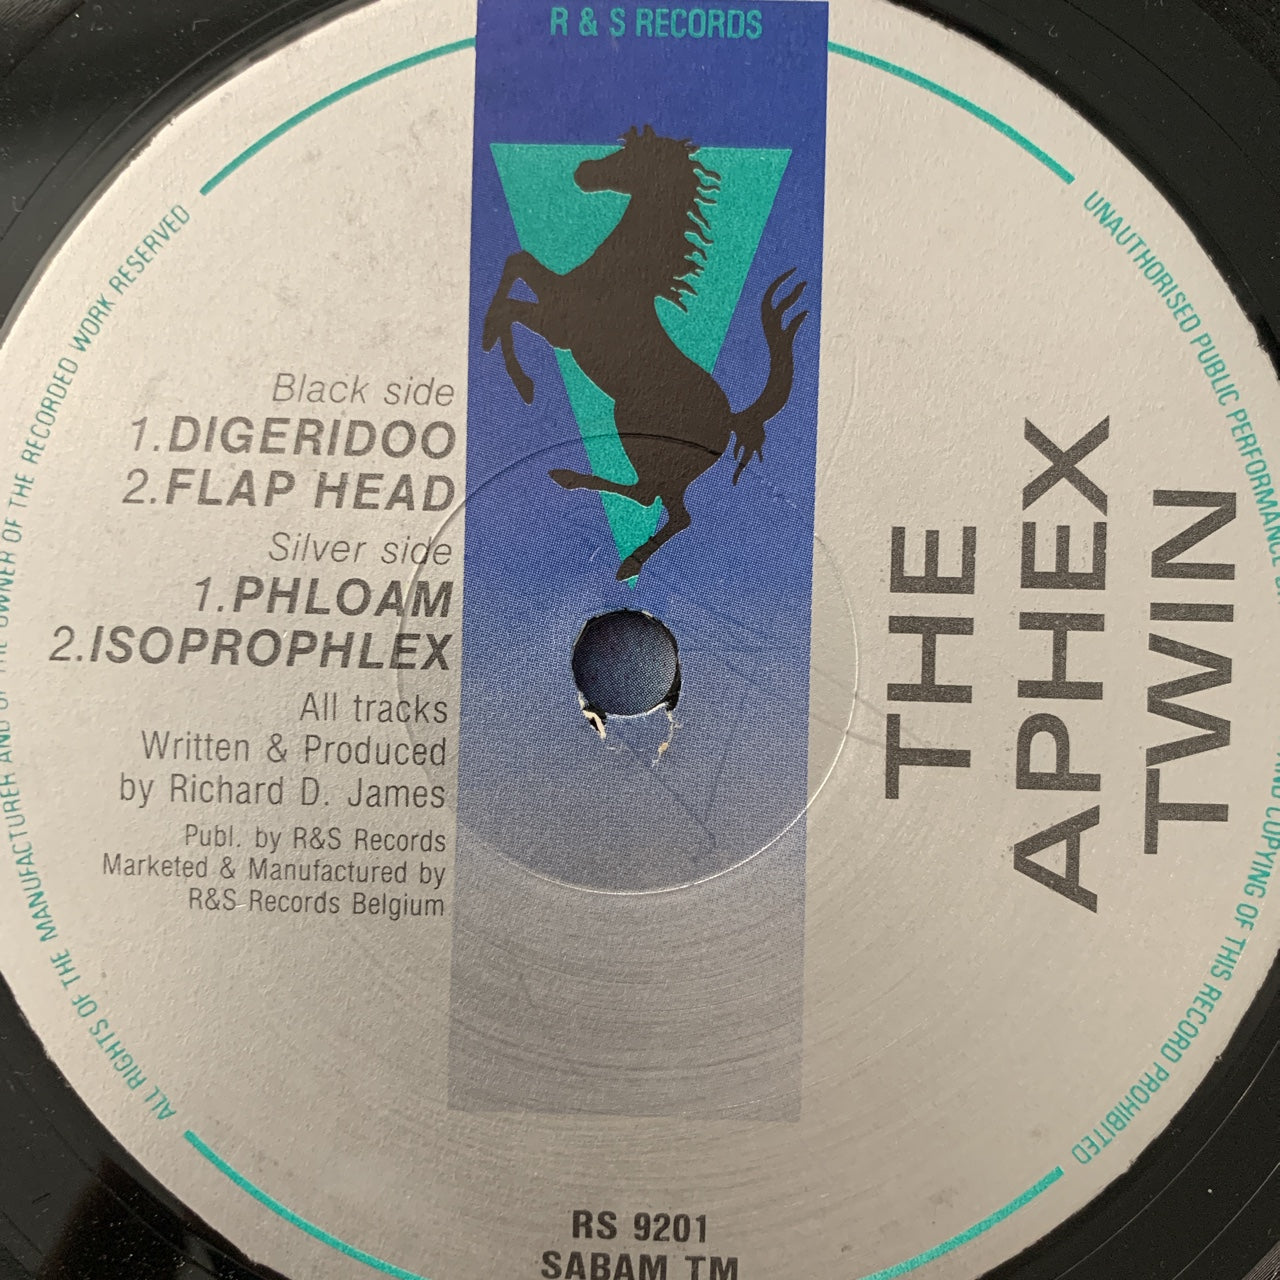 R & S RECORDS
Black side
1.DIGERIDOO
2.FLAP HEAD
Silver side
1.PHLOAM
2.ISOPROPHLEX
All tracks
Written & Produced
by Richard D. James
Publ. by R&S Records
Marketed & Manufactured by
R&S Records Belgium
THE
APHEX
TWIN
ALL RIGHTS OF THE MANUFACTURER AND OF THE OWNER OF THE RECORDED WORK RESERVED
UNAUTHORISED PUBLIC PERFORMANCE
AND COPYING OF THIS RECORD PROHIBITED
RS 9201
SABAM TM